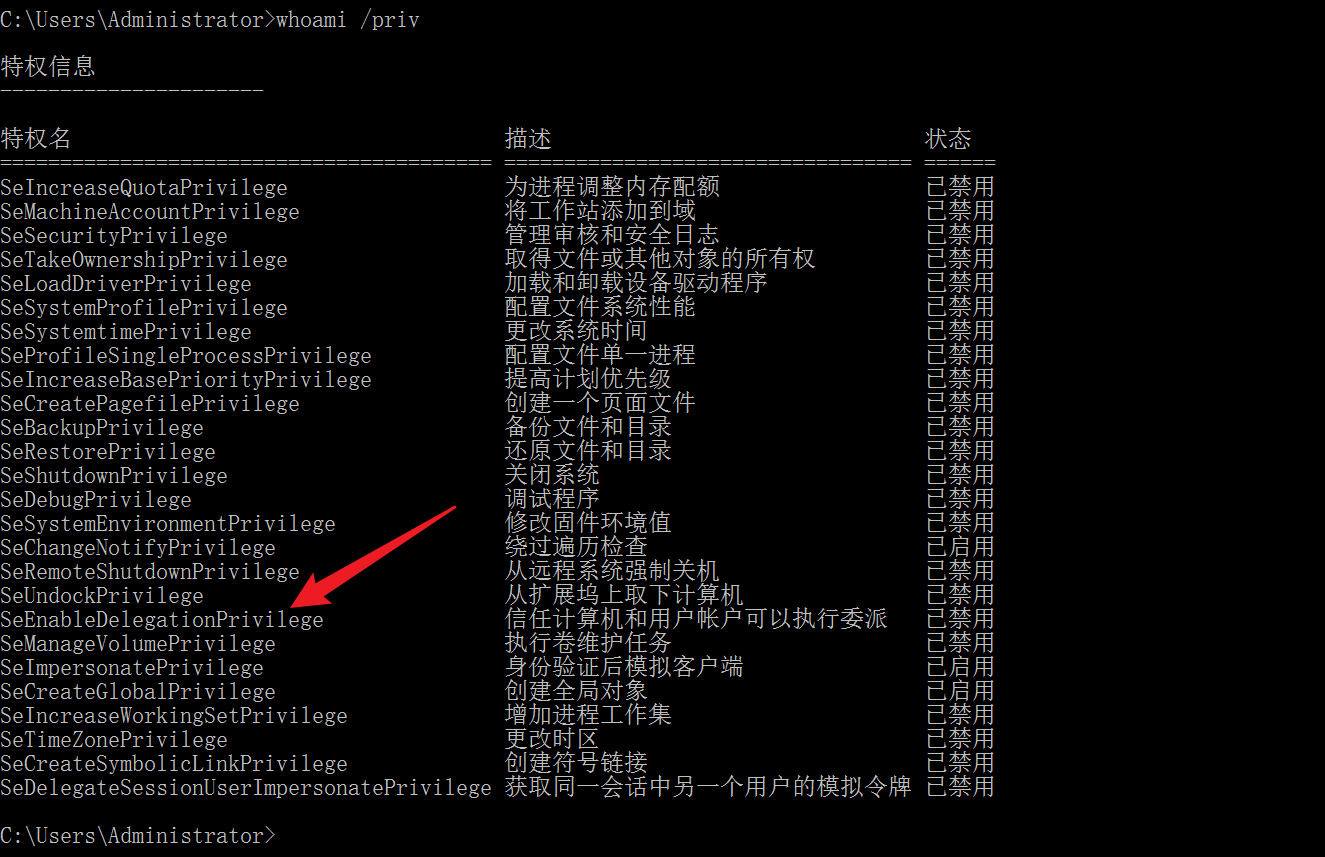 C:\Users\Administrator>whoami /priv
特权信息
----------------------
特权名 描述 状态
========================================= ================================== ======
SeIncreaseQuotaPrivilege 为进程调整内存配额 已禁用
SeMachineAccountPrivilege 将工作站添加到域 已禁用
SeSecurityPrivilege 管理审核和安全日志 已禁用
SeTakeOwnershipPrivilege 取得文件或其他对象的所有权 已禁用
SeLoadDriverPrivilege 加载和卸载设备驱动程序 已禁用
SeSystemProfilePrivilege 配置文件系统性能 已禁用
SeSystemtimePrivilege 更改系统时间 已禁用
SeProfileSingleProcessPrivilege 配置文件单一进程 已禁用
SeIncreaseBasePriorityPrivilege 提高计划优先级 已禁用
SeCreatePagefilePrivilege 创建一个页面文件 已禁用
SeBackupPrivilege 备份文件和目录 已禁用
SeRestorePrivilege 还原文件和目录 已禁用
SeShutdownPrivilege 关闭系统 已禁用
SeDebugPrivilege 调试程序 已禁用
SeSystemEnvironmentPrivilege 修改固件环境值 已禁用
SeChangeNotifyPrivilege 绕过遍历检查 已启用
SeRemoteShutdownPrivilege 从远程系统强制关机 已禁用
SeUndockPrivilege 从扩展坞上取下计算机 已禁用
SeEnableDelegationPrivilege 信任计算机和用户帐户可以执行委派 已禁用
SeManageVolumePrivilege 执行卷维护任务 已禁用
SeImpersonatePrivilege 身份验证后模拟客户端 已启用
SeCreateGlobalPrivilege 创建全局对象 已启用
SeIncreaseWorkingSetPrivilege 增加进程工作集 已禁用
SeTimeZonePrivilege 更改时区 已禁用
SeCreateSymbolicLinkPrivilege 创建符号链接 已禁用
SeDelegateSessionUserImpersonatePrivilege 获取同一会话中另一个用户的模拟令牌 已禁用
C:\Users\Administrator>